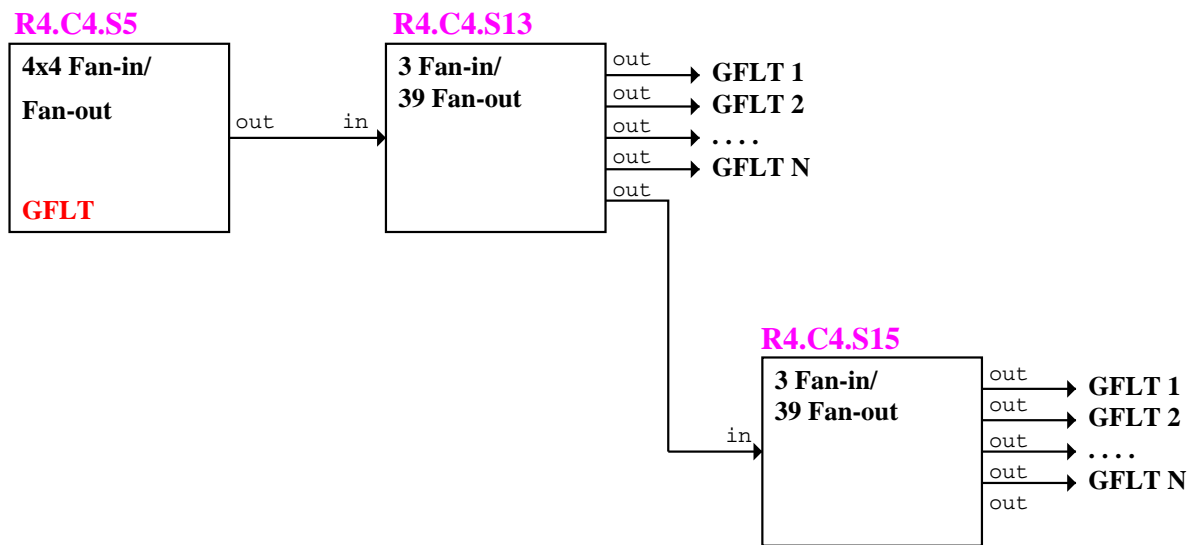 R4.C4.S5
4x4 Fan-in/
Fan-out
GFLT
out
in
R4.C4.S13
3 Fan-in/
39 Fan-out
out
GFLT 1
out
GFLT 2
out
. . . .
out
GFLT N
out
R4.C4.S15
3 Fan-in/
39 Fan-out
in
out
GFLT 1
out
GFLT 2
out
. . . .
out
GFLT N
out